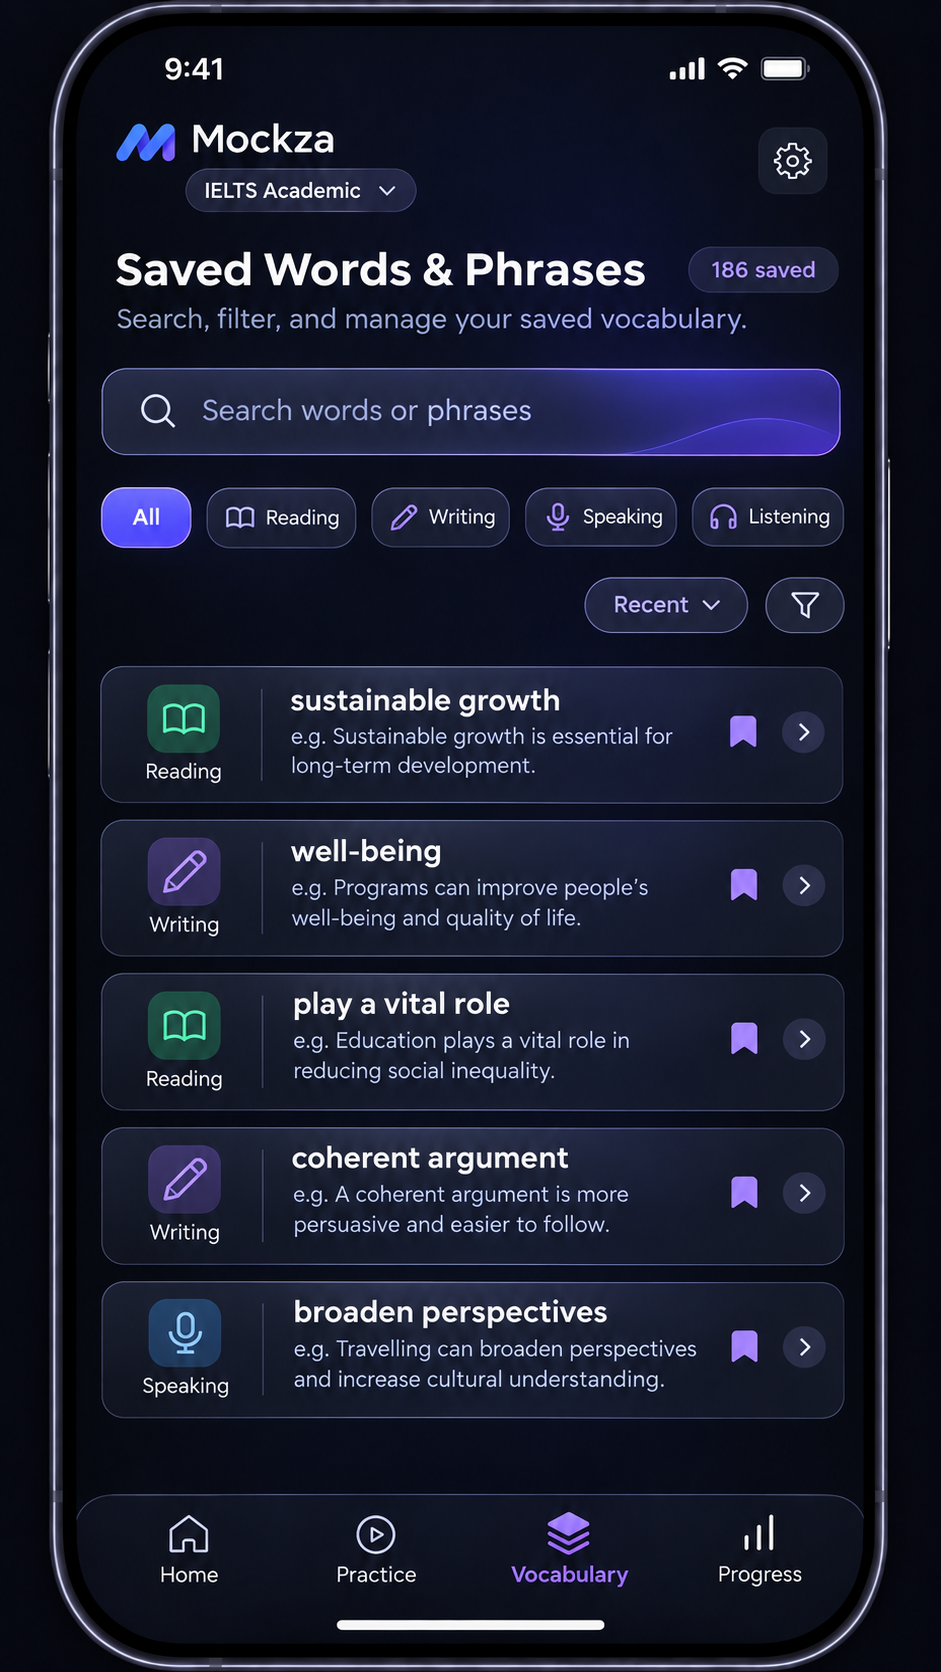 9:41
Mockza
IELTS Academic
Saved Words & Phrases
186 saved
Search, filter, and manage your saved vocabulary.
Search words or phrases
All
Reading
Writing
Speaking
Listening
Recent
sustainable growth
e.g. Sustainable growth is essential for
long-term development.
Reading
well-being
e.g. Programs can improve people’s
well-being and quality of life.
Writing
play a vital role
e.g. Education plays a vital role in
reducing social inequality.
Reading
coherent argument
e.g. A coherent argument is more
persuasive and easier to follow.
Writing
broaden perspectives
e.g. Travelling can broaden perspectives
and increase cultural understanding.
Speaking
Home
Practice
Vocabulary
Progress